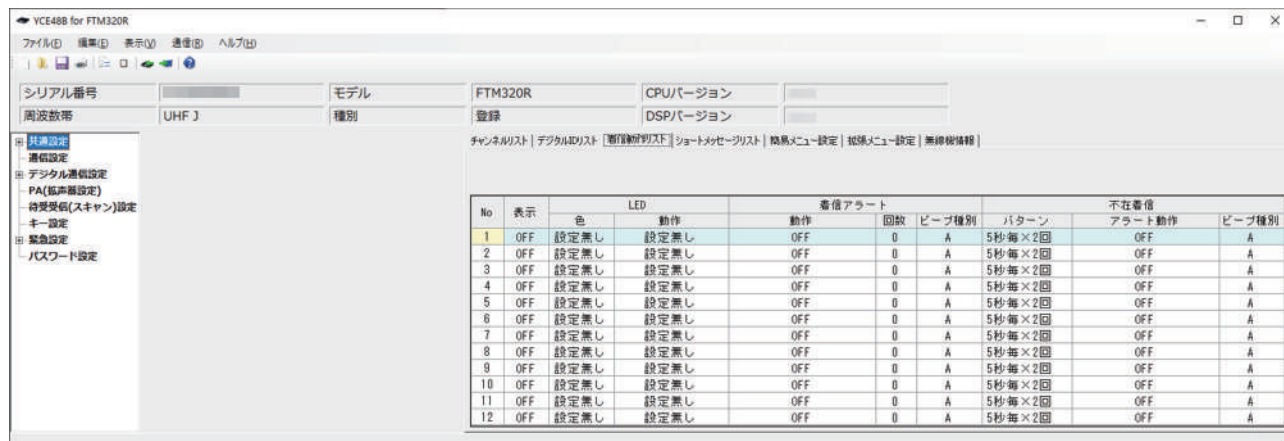 YCE48B for FTM320R
ファイル(F) 編集(E) 表示(V) 通信(R) ヘルプ(H)
シリアル番号 モデル FTM320R CPUバージョン
周波数帯 UHF J 種別 登録 DSPバージョン
共通設定
通信設定
デジタル通信設定
PA(拡声器設定)
待受受信(スキャン)設定
キー設定
緊急設定
パスワード設定
チャンネルリスト デジタルIDリスト 着信動作リスト ショートメッセージリスト 簡易メニュー設定 拡張メニュー設定 無線機情報
No 表示 LED 着信アラート 不在着信
色 動作 動作 回数 ビープ種別 パターン アラート動作 ビープ種別
1 OFF 設定無し 設定無し OFF 0 A 5秒毎×2回 OFF A
2 OFF 設定無し 設定無し OFF 0 A 5秒毎×2回 OFF A
3 OFF 設定無し 設定無し OFF 0 A 5秒毎×2回 OFF A
4 OFF 設定無し 設定無し OFF 0 A 5秒毎×2回 OFF A
5 OFF 設定無し 設定無し OFF 0 A 5秒毎×2回 OFF A
6 OFF 設定無し 設定無し OFF 0 A 5秒毎×2回 OFF A
7 OFF 設定無し 設定無し OFF 0 A 5秒毎×2回 OFF A
8 OFF 設定無し 設定無し OFF 0 A 5秒毎×2回 OFF A
9 OFF 設定無し 設定無し OFF 0 A 5秒毎×2回 OFF A
10 OFF 設定無し 設定無し OFF 0 A 5秒毎×2回 OFF A
11 OFF 設定無し 設定無し OFF 0 A 5秒毎×2回 OFF A
12 OFF 設定無し 設定無し OFF 0 A 5秒毎×2回 OFF A